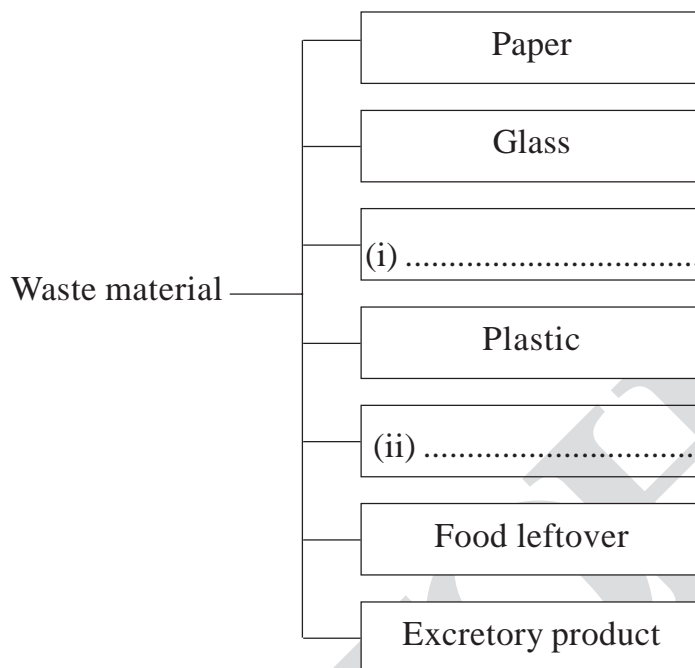 Paper
Glass
(i) .................................
Waste material
Plastic
(ii) ...............................
Food leftover
Excretory product